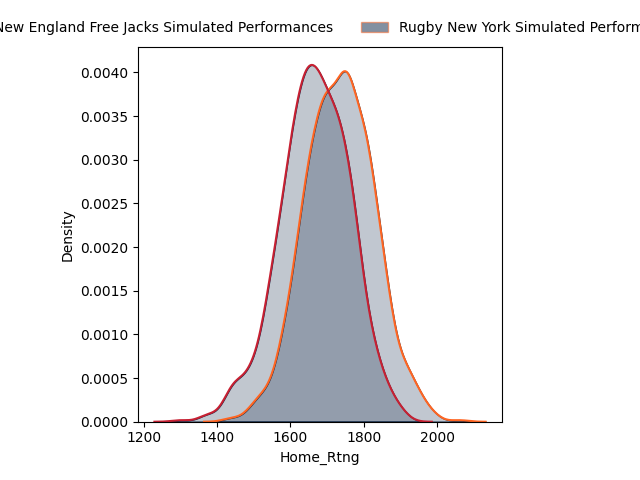 New England Free Jacks Simulated Performances Rugby New York Simulated Perform
0.0040
0.0035
0.0030
0.0025
0.0020
0.0015
0.0010
0.0005
0.0000
Density
1200 1400 1600 1800 2000
Home_Rtng